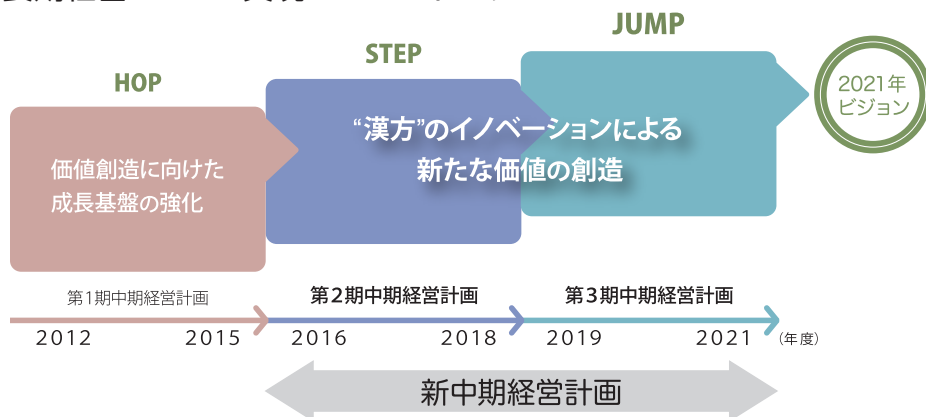 HOP
STEP
JUMP
2021年
ビジョン
価値創造に向けた
成長基盤の強化
“漢方”のイノベーションによる
新たな価値の創造
第1期中期経営計画
第2期中期経営計画
第3期中期経営計画
2012
2015
2016
2018
2019
2021
(年度)
新中期経営計画